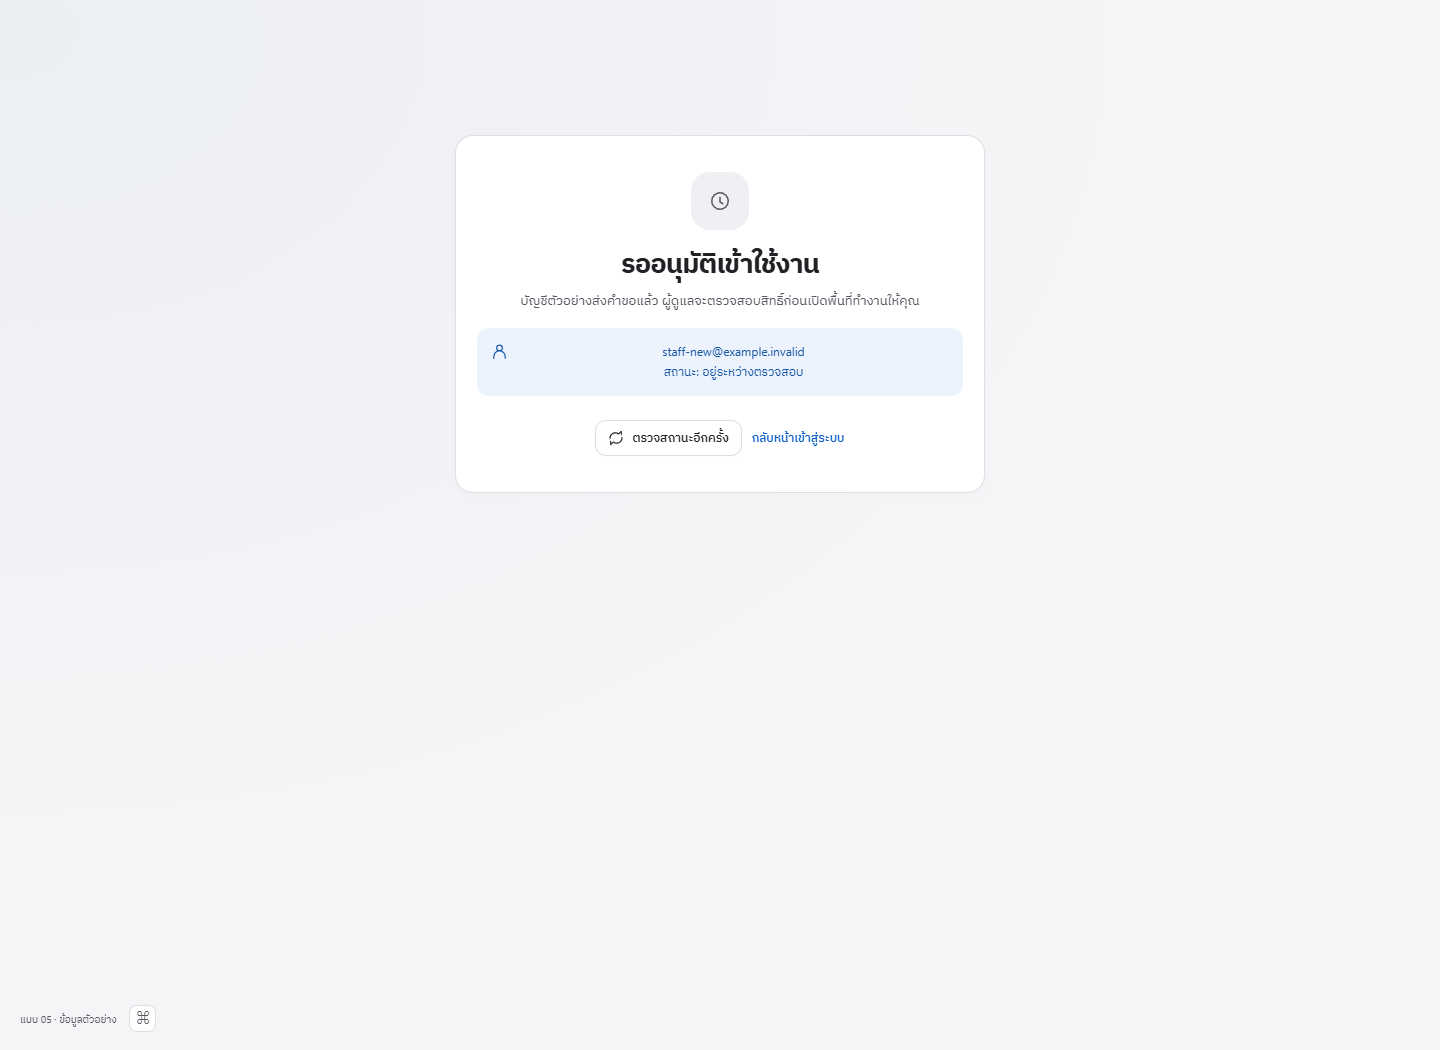 รออนุมัติเข้าใช้งาน
บัญชีตัวอย่างส่งคำขอแล้ว ผู้ดูแลจะตรวจสอบสิทธิ์ก่อนเปิดพื้นที่ทำงานให้คุณ
staff-new@example.invalid
สถานะ: อยู่ระหว่างตรวจสอบ
ตรวจสถานะอีกครั้ง กลับหน้าเข้าสู่ระบบ
แบบ 05 · ข้อมูลตัวอย่าง ⌘